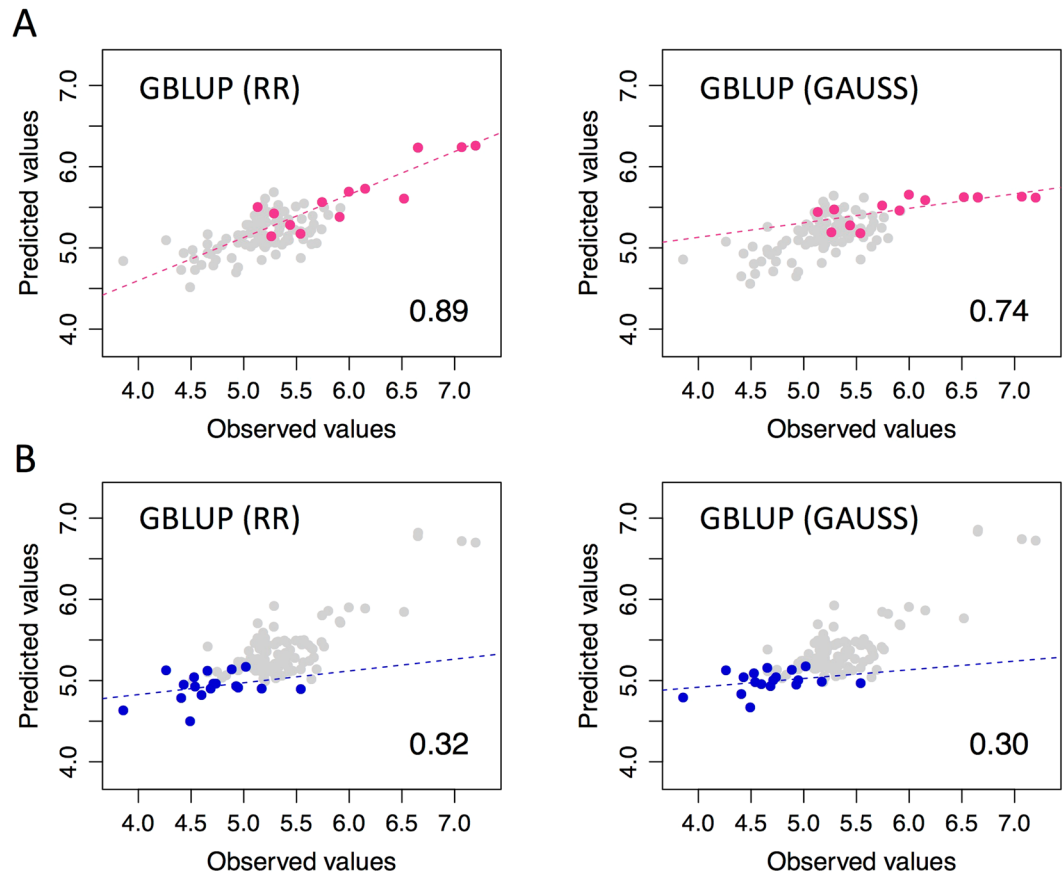 A
GBLUP (RR)
Predicted values
4.0 5.0 6.0 7.0
0.89
4.0 4.5 5.0 5.5 6.0 6.5 7.0
Observed values
GBLUP (GAUSS)
Predicted values
4.0 5.0 6.0 7.0
0.74
4.0 4.5 5.0 5.5 6.0 6.5 7.0
Observed values
B
GBLUP (RR)
Predicted values
4.0 5.0 6.0 7.0
0.32
4.0 4.5 5.0 5.5 6.0 6.5 7.0
Observed values
GBLUP (GAUSS)
Predicted values
4.0 5.0 6.0 7.0
0.30
4.0 4.5 5.0 5.5 6.0 6.5 7.0
Observed values